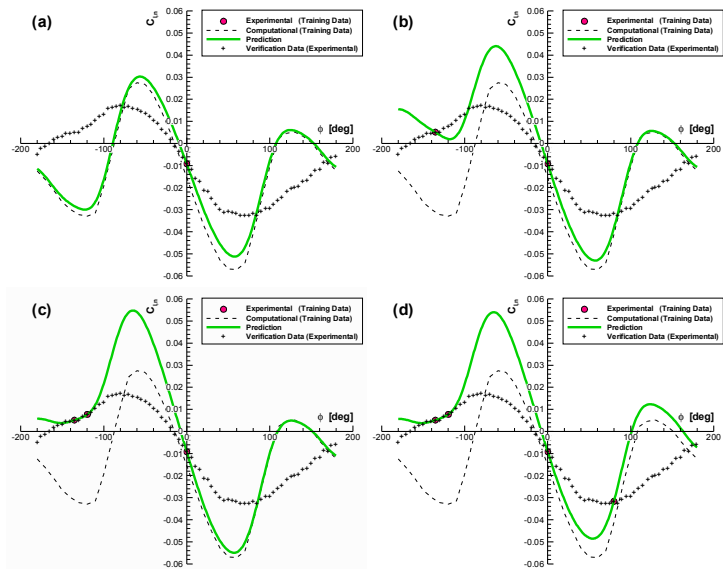 (a)
C_Ln
0.06
0.05
0.04
0.03
0.02
0.01
-0.01
-0.02
-0.03
-0.04
-0.05
-0.06
-200
-100
0
100
200
ϕ [deg]
Experimental (Training Data)
Computational (Training Data)
Prediction
Verification Data (Experimental)
(b)
C_Ln
0.06
0.05
0.04
0.03
0.02
0.01
-0.01
-0.02
-0.03
-0.04
-0.05
-0.06
-200
-100
0
100
200
ϕ [deg]
Experimental (Training Data)
Computational (Training Data)
Prediction
Verification Data (Experimental)
(c)
C_Ln
0.06
0.05
0.04
0.03
0.02
0.01
-0.01
-0.02
-0.03
-0.04
-0.05
-0.06
-200
-100
0
100
200
ϕ [deg]
Experimental (Training Data)
Computational (Training Data)
Prediction
Verification Data (Experimental)
(d)
C_Ln
0.06
0.05
0.04
0.03
0.02
0.01
-0.01
-0.02
-0.03
-0.04
-0.05
-0.06
-200
-100
0
100
200
ϕ [deg]
Experimental (Training Data)
Computational (Training Data)
Prediction
Verification Data (Experimental)